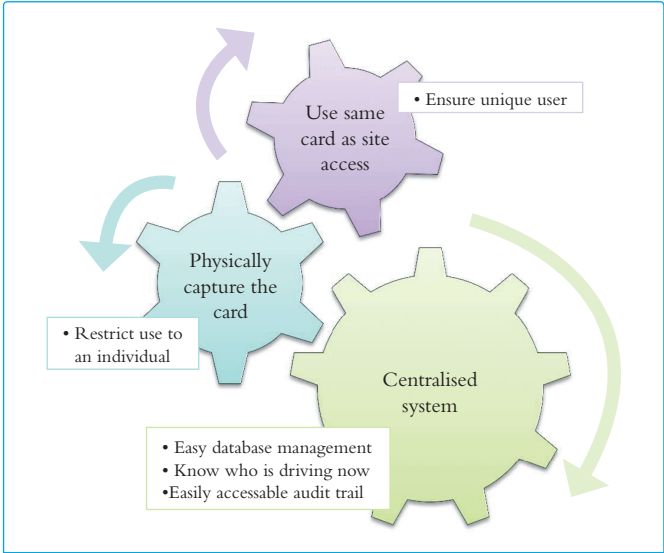 Use same
card as site
access
• Ensure unique user
Physically
capture the
card
• Restrict use to
an individual
Centralised
system
• Easy database management
• Know who is driving now
•Easily accessable audit trail